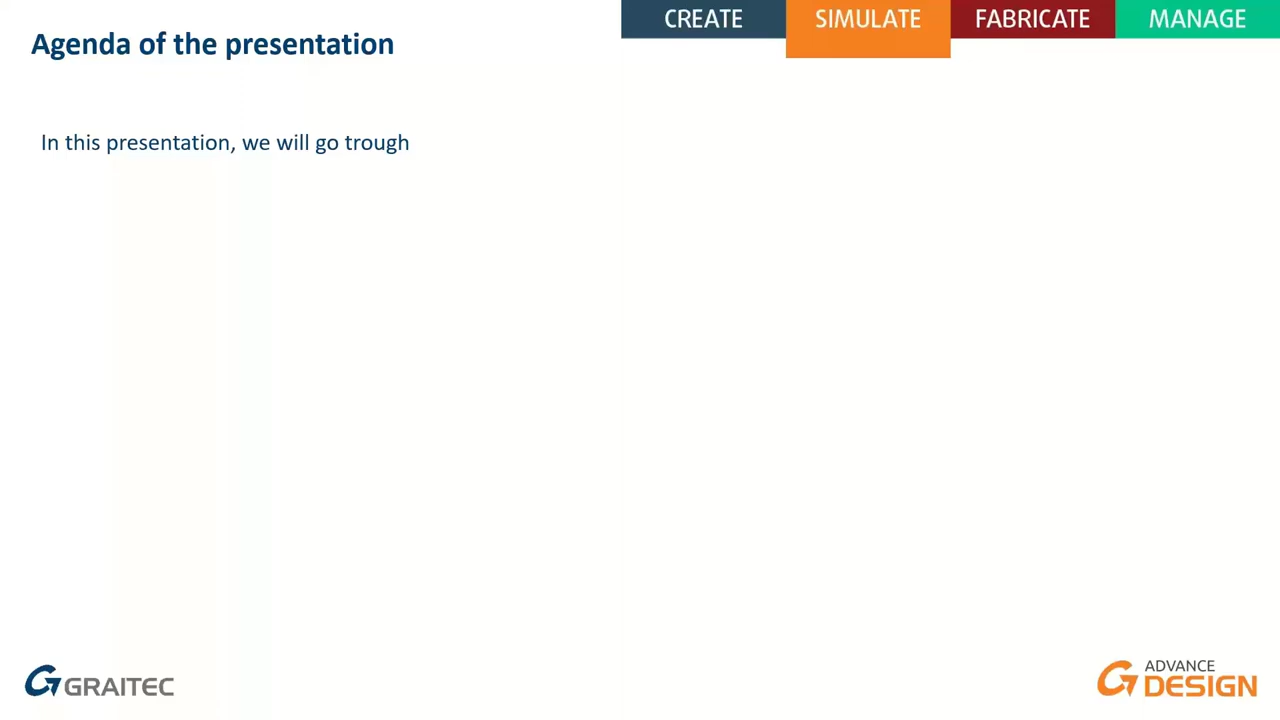 CREATE
SIMULATE
FABRICATE
MANAGE
Agenda of the presentation
In this presentation, we will go trough
GRAITEC
ADVANCE
DESIGN